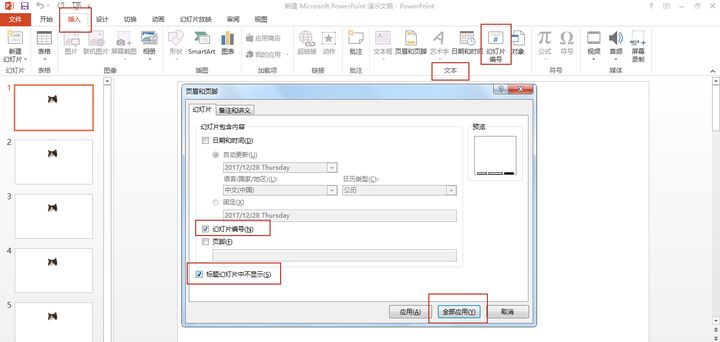 新建 Microsoft PowerPoint 演示文稿 - PowerPoint
文件 开始 插入 设计 切换 动画 幻灯片放映 审阅 视图 登录
新建 幻灯片 表格 图片 联机图片 屏幕截图 相册 形状 SmartArt 图表 应用商店 我的应用 超链接 动作 批注 文本框 页眉和页脚 艺术字 日期和时间 幻灯片 编号 对象 公式 符号 视频 音频 屏幕 录制
幻灯片 表格 图像 插图 加载项 链接 批注 文本 符号 媒体
1
2
3
4
5
页眉和页脚
幻灯片 备注和讲义
幻灯片包含内容
预览
日期和时间(D)
自动更新(U)
2017/12/28 Thursday
语言(国家/地区)(L): 日历类型(C):
中文(中国) 公历
固定(X)
2017/12/28 Thursday
幻灯片编号(N)
页脚(F)
标题幻灯片中不显示(S)
应用(A) 全部应用(Y) 取消